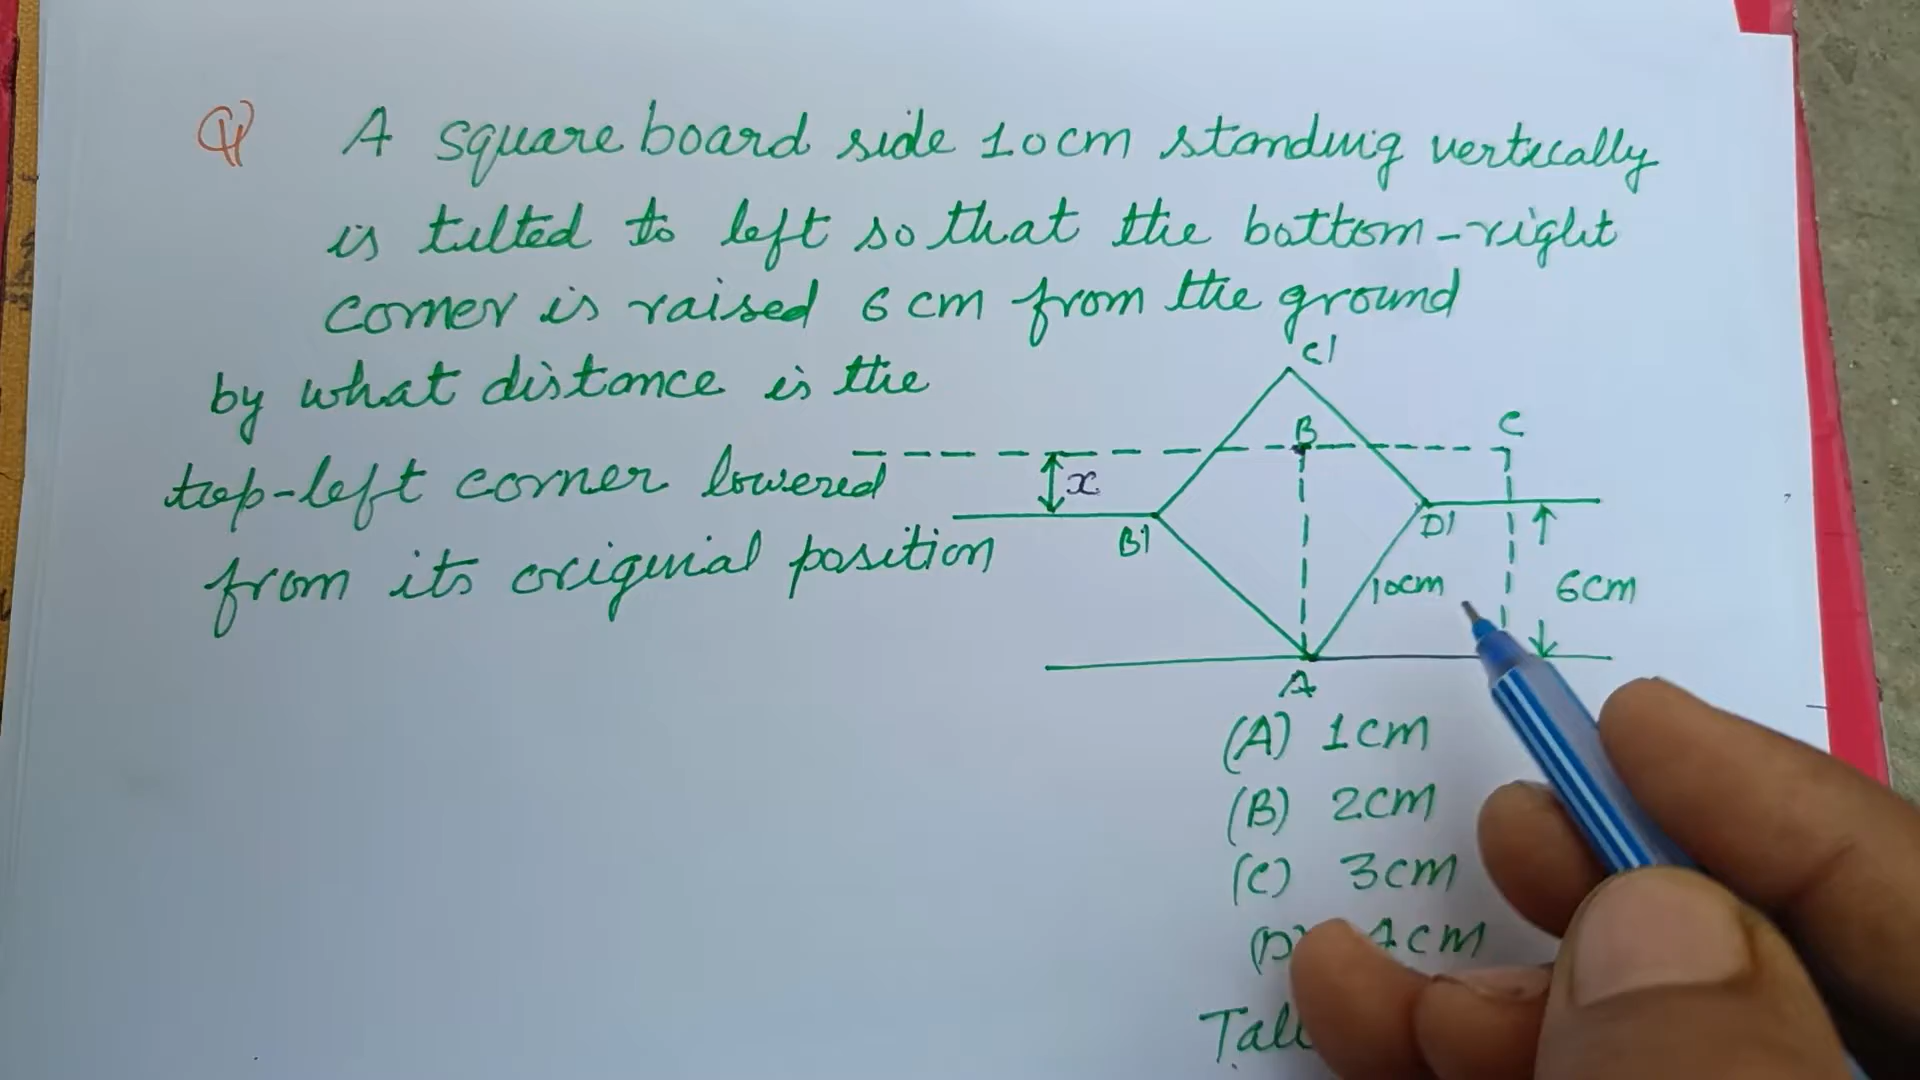 Q)
A square board side 10cm standing vertically
is tilted to left so that the bottom-right
corner is raised 6 cm from the ground
by what distance is the
top-left corner lowered
from its origuial position
C'
B
C
x
B'
D'
10cm
6cm
A
(A) 1cm
(B) 2cm
(C) 3cm
(D) cm